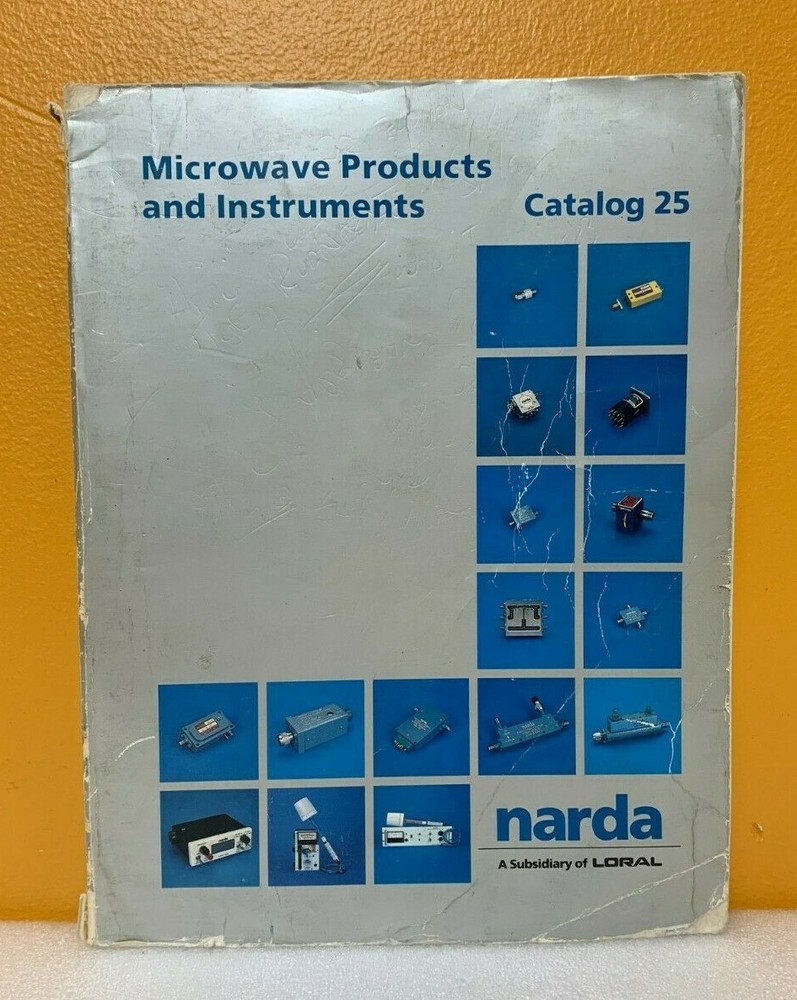 Microwave Products
and Instruments
Catalog 25
narda
A Subsidiary of LORAL